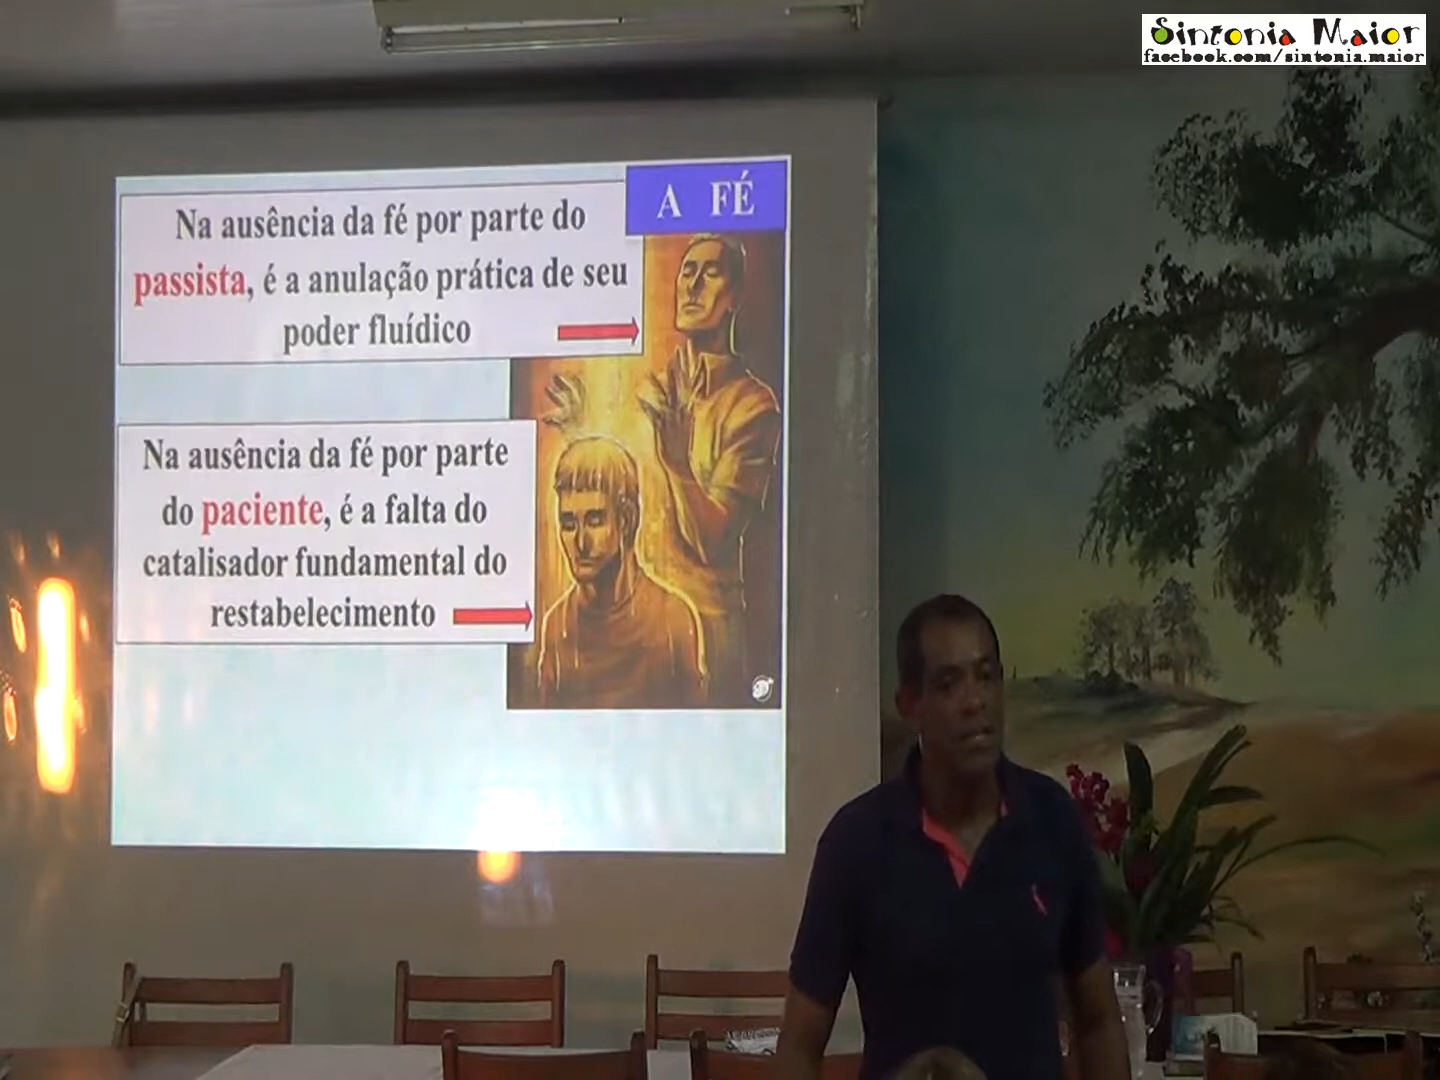 Sintonia Maior
facebook.com/sintonia.maior
A FÉ
Na ausência da fé por parte do
passista, é a anulação prática de seu
poder fluídico
Na ausência da fé por parte
do paciente, é a falta do
catalisador fundamental do
restabelecimento